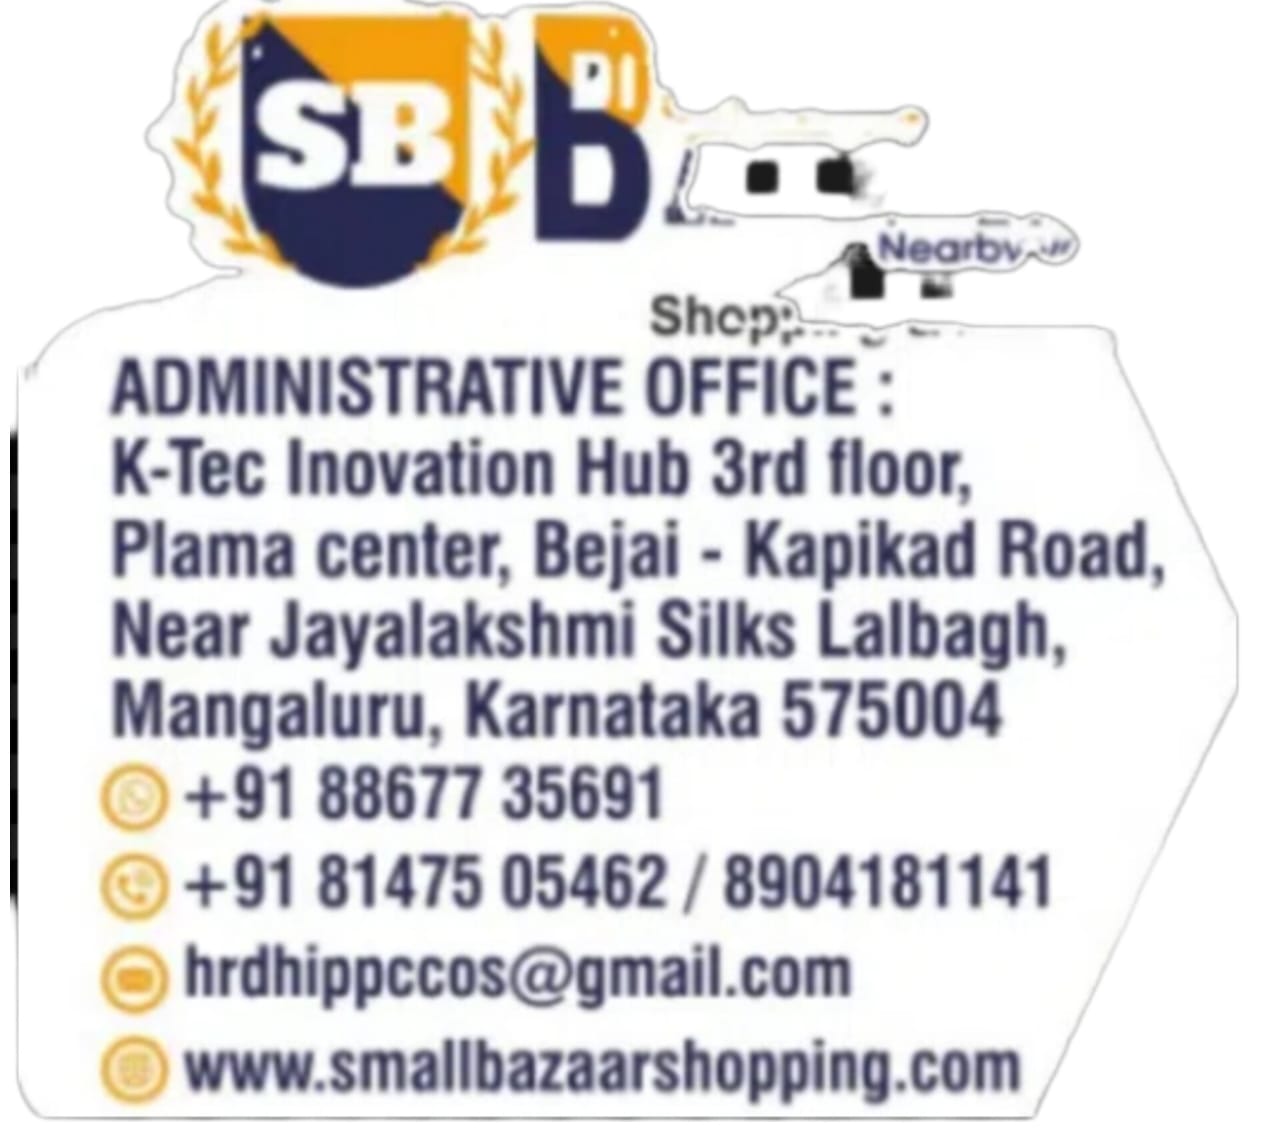 SB
Nearby
ADMINISTRATIVE OFFICE :
K-Tec Inovation Hub 3rd floor,
Plama center, Bejai - Kapikad Road,
Near Jayalakshmi Silks Lalbagh,
Mangaluru, Karnataka 575004
+91 88677 35691
+91 81475 05462 / 8904181141
hrdhippccos@gmail.com
www.smallbazaarshopping.com